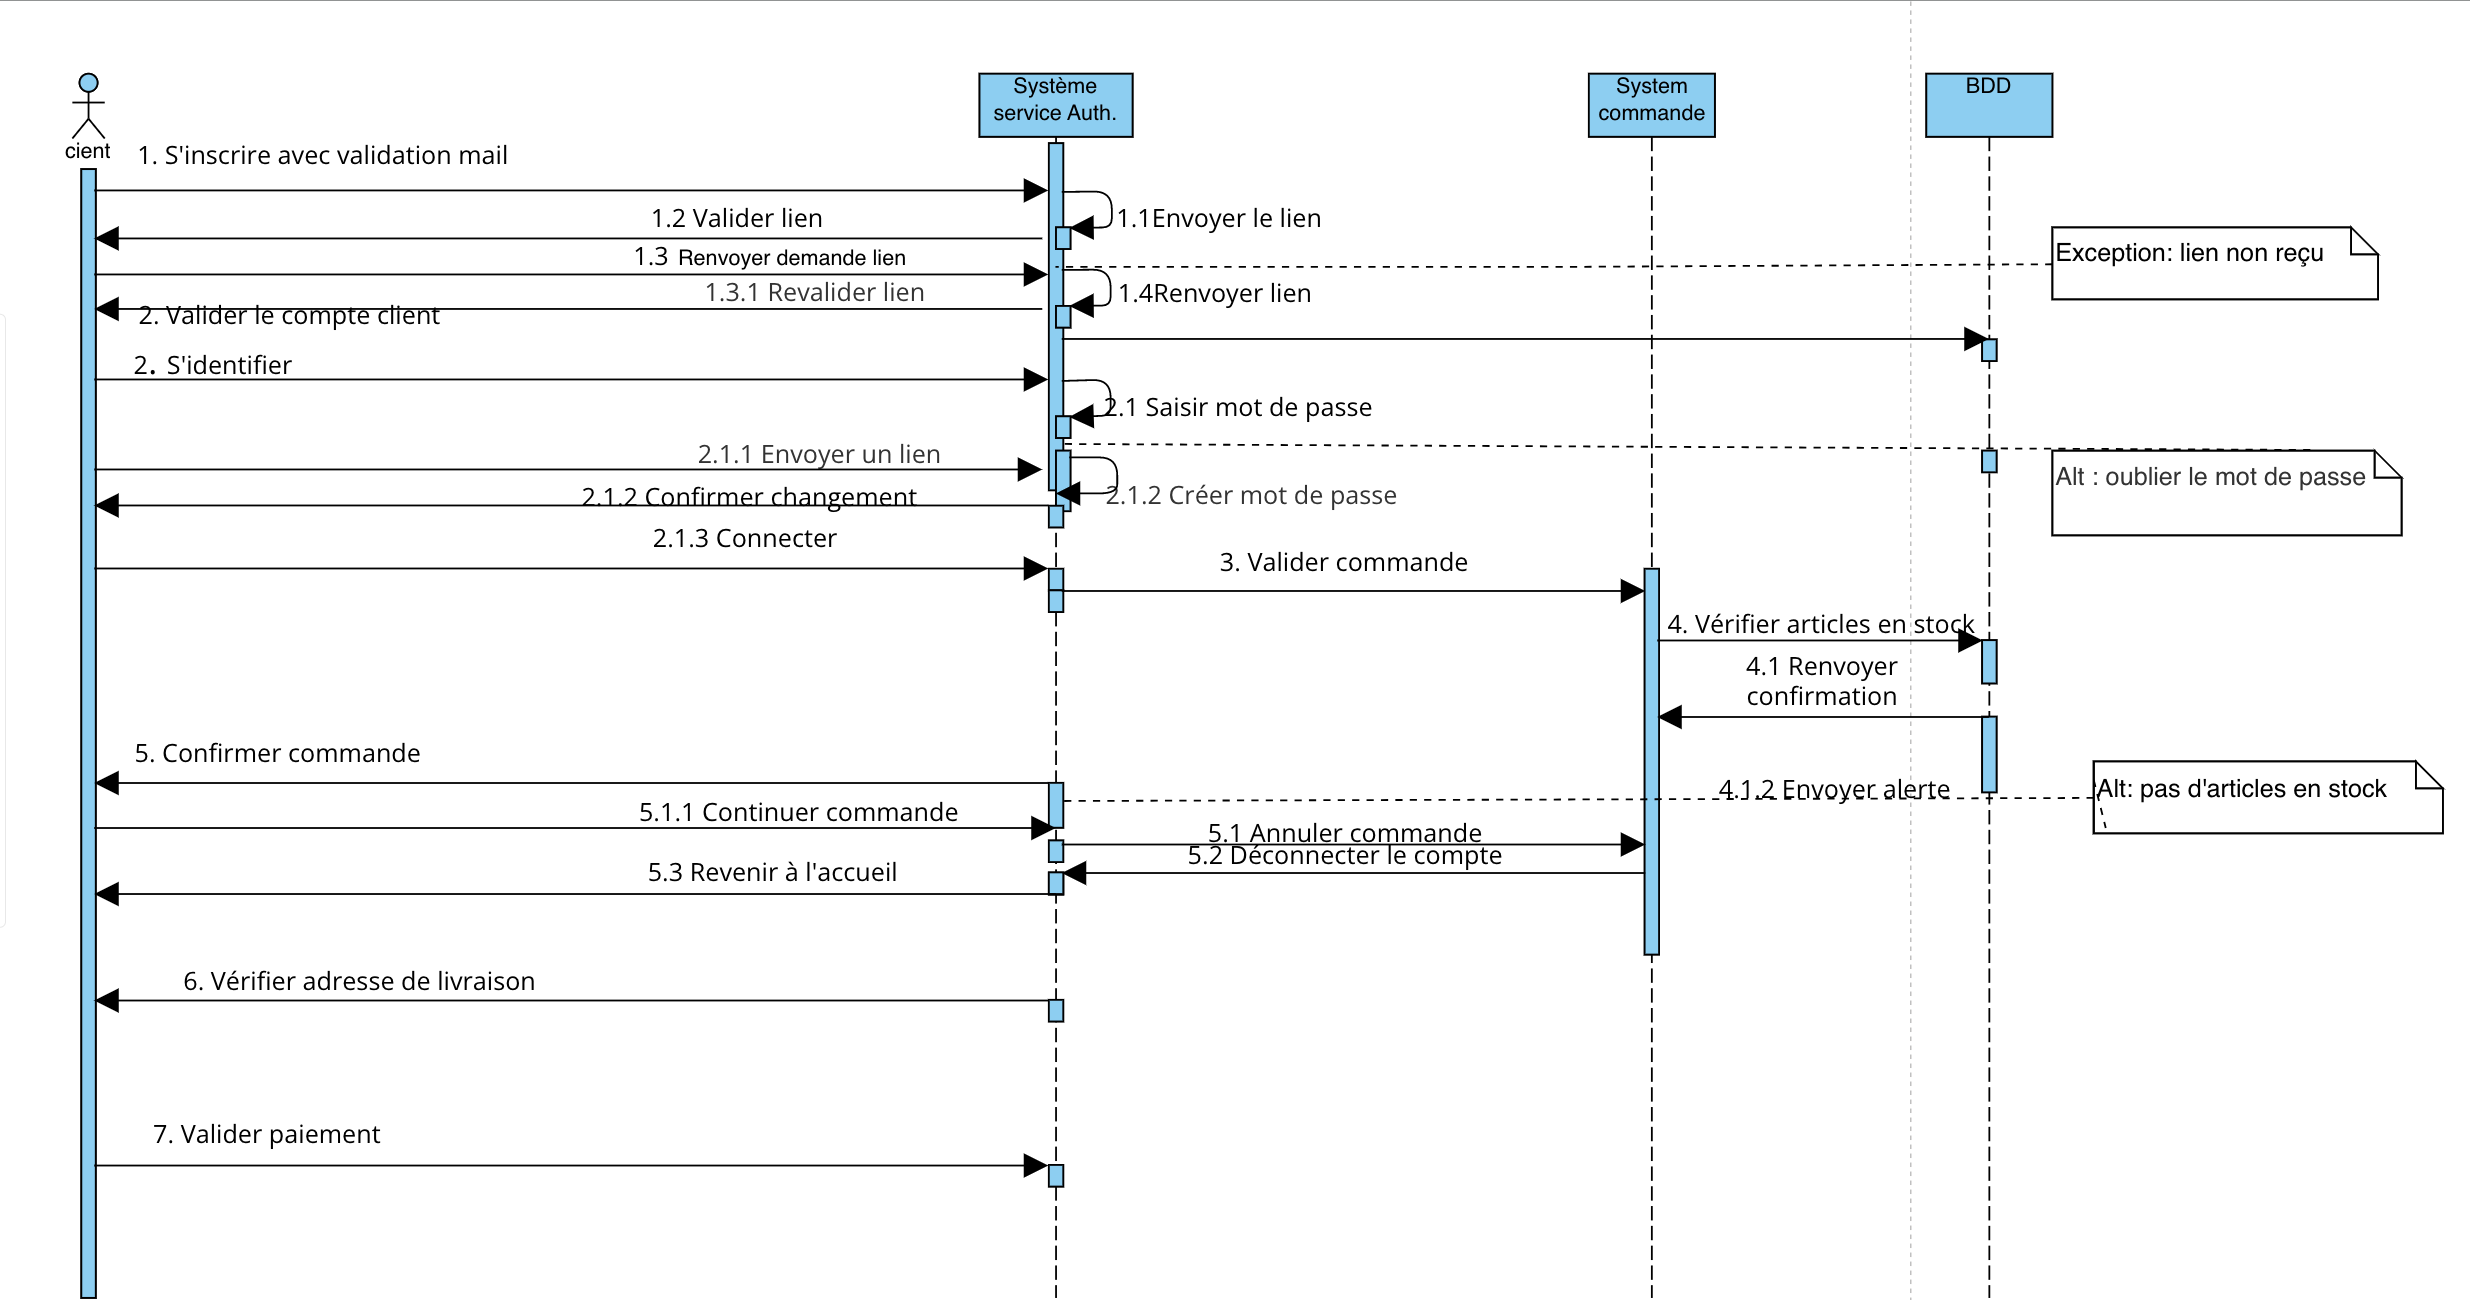 Système
service Auth.
System
commande
BDD
cient
1. S'inscrire avec validation mail
1.2 Valider lien
1.1Envoyer le lien
Exception: lien non reçu
1.3 Renvoyer demande lien
1.3.1 Revalider lien
1.4Renvoyer lien
2. Valider le compte client
2. S'identifier
2.1 Saisir mot de passe
2.1.1 Envoyer un lien
Alt : oublier le mot de passe
2.1.2 Confirmer changement
2.1.2 Créer mot de passe
2.1.3 Connecter
3. Valider commande
4. Vérifier articles en stock
4.1 Renvoyer
confirmation
5. Confirmer commande
4.1.2 Envoyer alerte
Alt: pas d'articles en stock
5.1.1 Continuer commande
5.1 Annuler commande
5.2 Déconnecter le compte
5.3 Revenir à l'accueil
6. Vérifier adresse de livraison
7. Valider paiement